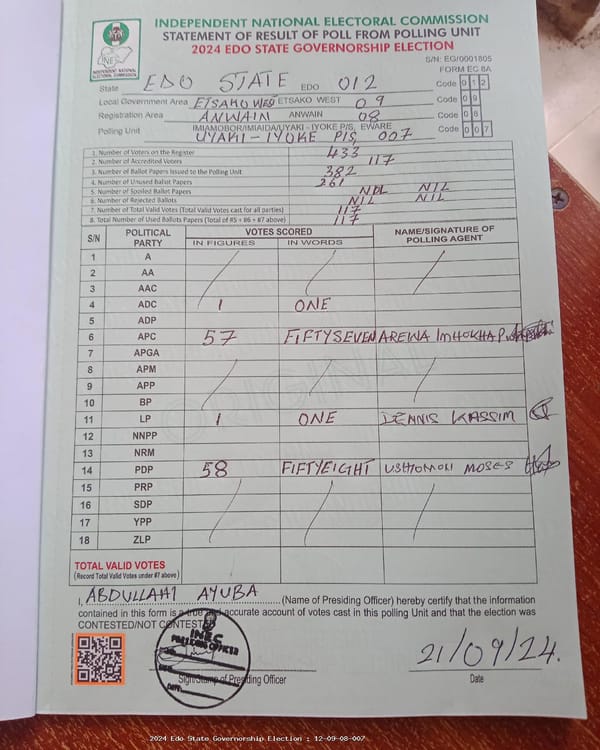 INDEPENDENT NATIONAL ELECTORAL COMMISSION
STATEMENT OF RESULT OF POLL FROM POLLING UNIT
2024 EDO STATE GOVERNORSHIP ELECTION
INEC
INDEPENDENT NATIONAL ELECTORAL COMMISSION
S/N: EG/0001805
FORM EC 8A
State EDO STATE EDO 012 Code 0 1 2
Local Government Area ETSAKO WEST ETSAKO WEST 09 Code 0 9
Registration Area ANWAIN ANWAIN 08 Code 0 8
IMIAMOBOR/IMIAIDA/UYAKI - IYOKE P/S, EWARE
Polling Unit UYAKI-IYOKE P/S, 007 Code 0 0 7
1. Number of Voters on the Register 433
2. Number of Accredited Voters 117
3. Number of Ballot Papers Issued to the Polling Unit 382
4. Number of Unused Ballot Papers 261
5. Number of Spoiled Ballot Papers NIL
6. Number of Rejected Ballots NIL NIL NIL
7. Number of Total Valid Votes (Total Valid Votes cast for all parties) 117
8. Total Number of Used Ballots Papers (Total of #5 + #6 + #7 above) 117
S/N POLITICAL PARTY VOTES SCORED NAME/SIGNATURE OF POLLING AGENT
IN FIGURES IN WORDS
1 A
2 AA
3 AAC
4 ADC 1 ONE
5 ADP
6 APC 57 FIFTYSEVEN AREWA IMHOKHA P.
7 APGA
8 APM
9 APP
10 BP
11 LP 1 ONE DENNIS KASSIM
12 NNPP
13 NRM
14 PDP 58 FIFTYEIGHT MOSES
15 PRP
16 SDP
17 YPP
18 ZLP
TOTAL VALID VOTES
(Record Total Valid Votes under #7 above)
I, ABDULLAHI AYUBA (Name of Presiding Officer) hereby certify that the information
contained in this form is a true and accurate account of votes cast in this polling Unit and that the election was
CONTESTED/NOT CONTESTED
INEC
PRESIDING OFFICER
DATE
21/09/24.
Sign/Stamp of Presiding Officer
Date
2024 Edo State Governorship Election : 12-09-08-007